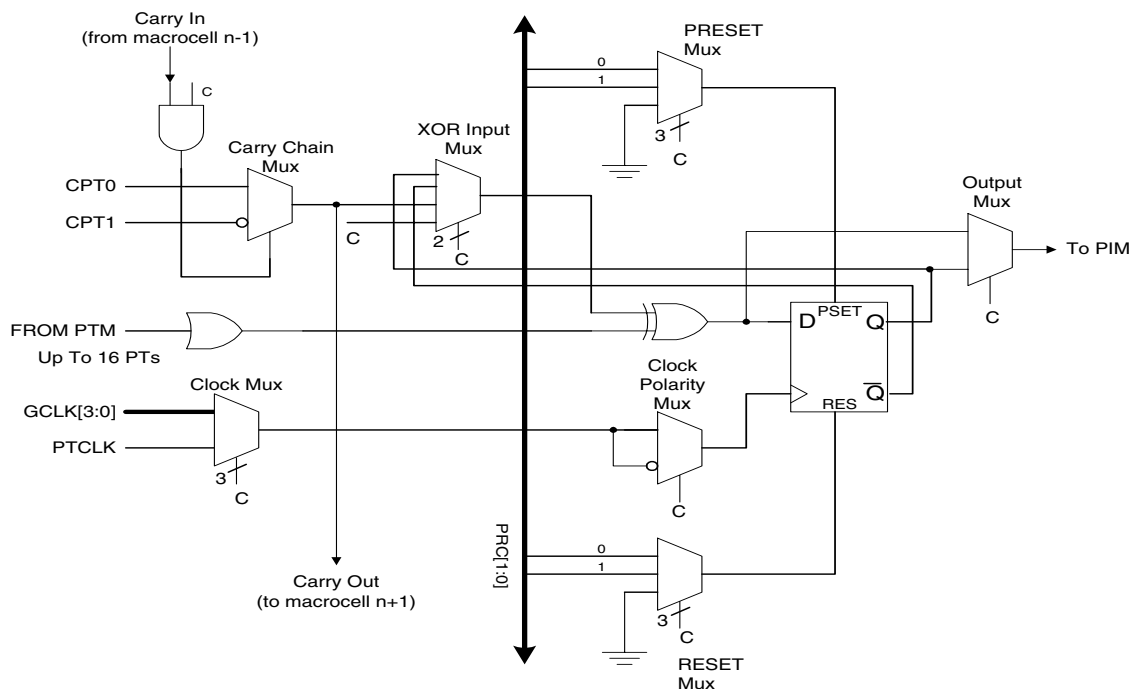 Carry In
(from macrocell n-1)
C
Carry Chain
Mux
CPT0
CPT1
XOR Input
Mux
C
2
C
PRESET
Mux
0
1
3
C
Output
Mux
To PIM
C
FROM PTM
Up To 16 PTs
D
PSET
Q
Q
RES
Clock Mux
GCLK[3:0]
PTCLK
3
C
Clock
Polarity
Mux
C
PRC[1:0]
0
1
3
C
RESET
Mux
Carry Out
(to macrocell n+1)